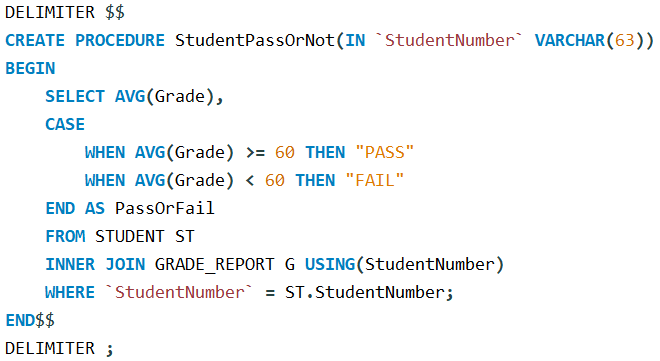 DELIMITER $$
CREATE PROCEDURE StudentPassOrNot(IN `StudentNumber` VARCHAR(63))
BEGIN
    SELECT AVG(Grade),
    CASE
        WHEN AVG(Grade) >= 60 THEN "PASS"
        WHEN AVG(Grade) < 60 THEN "FAIL"
    END AS PassOrFail
    FROM STUDENT ST
    INNER JOIN GRADE_REPORT G USING(StudentNumber)
    WHERE `StudentNumber` = ST.StudentNumber;
END$$
DELIMITER ;